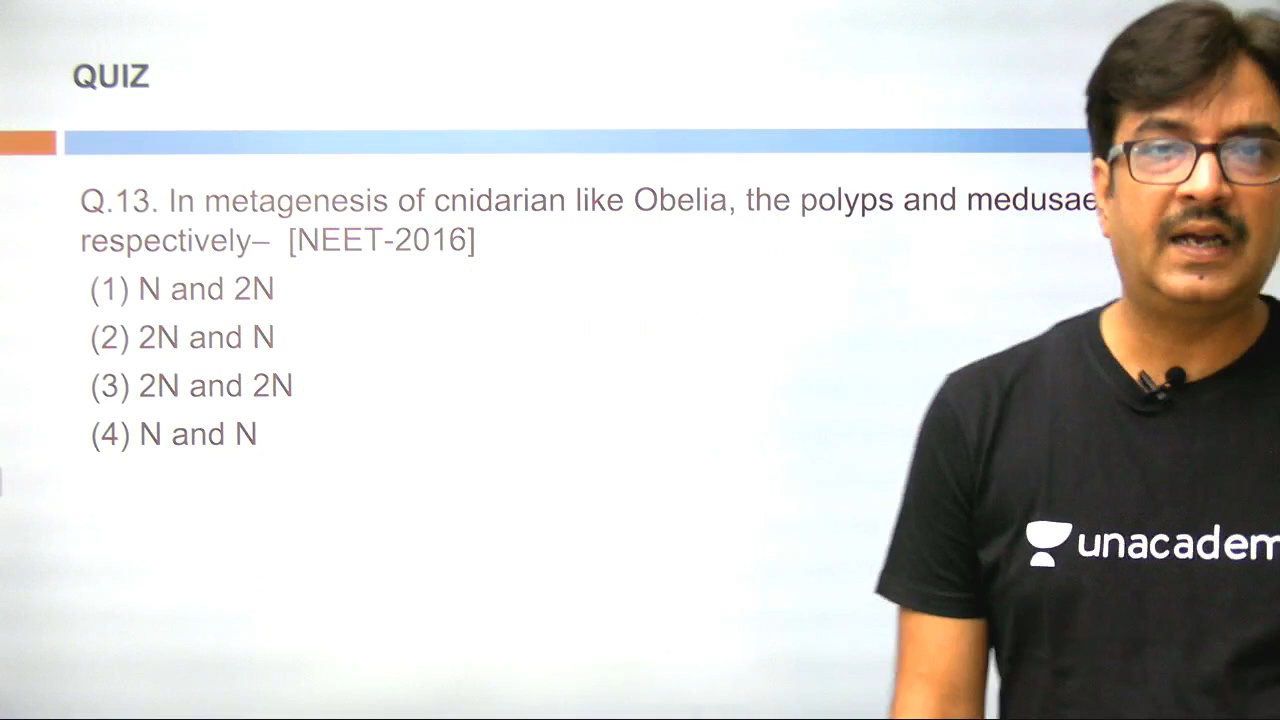 QUIZ
Q.13. In metagenesis of cnidarian like Obelia, the polyps and medusae
respectively– [NEET-2016]
(1) N and 2N
(2) 2N and N
(3) 2N and 2N
(4) N and N
unacadem